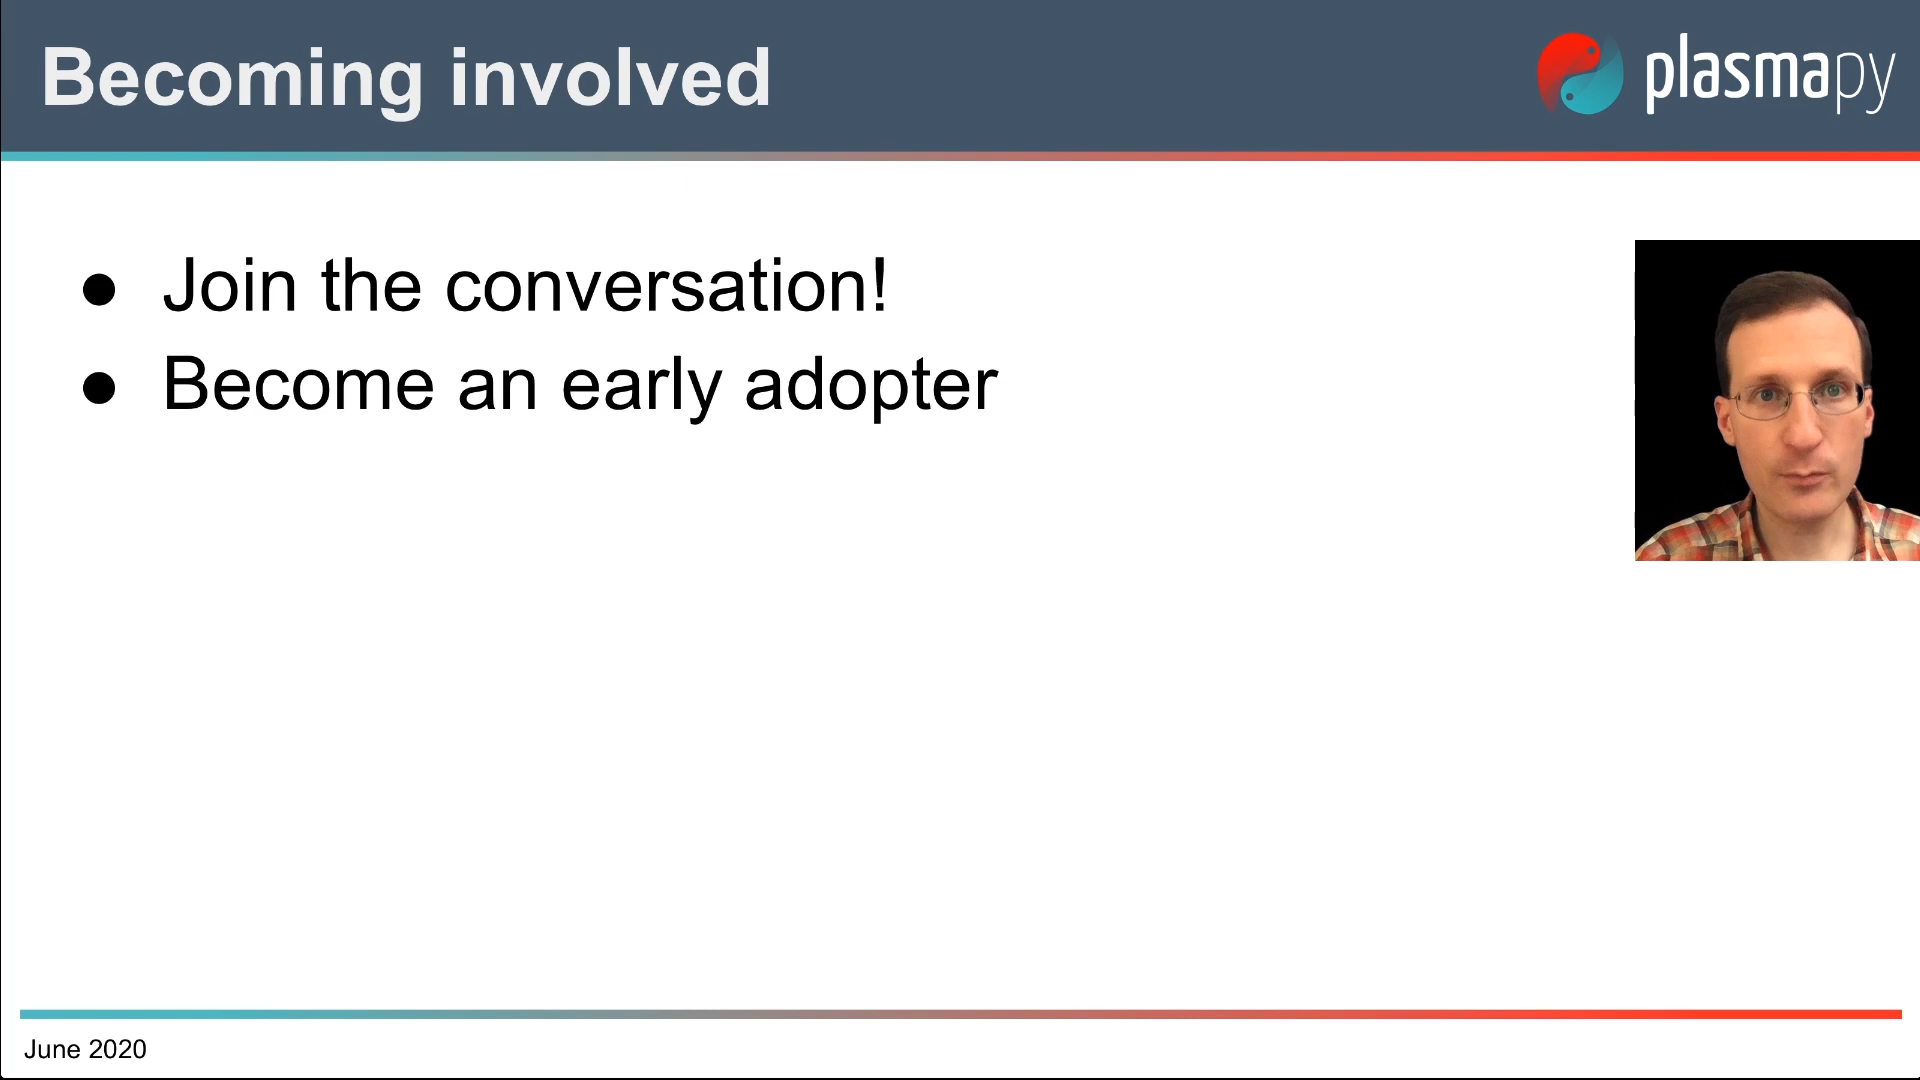 Becoming involved
plasmapy
● Join the conversation!
● Become an early adopter
June 2020